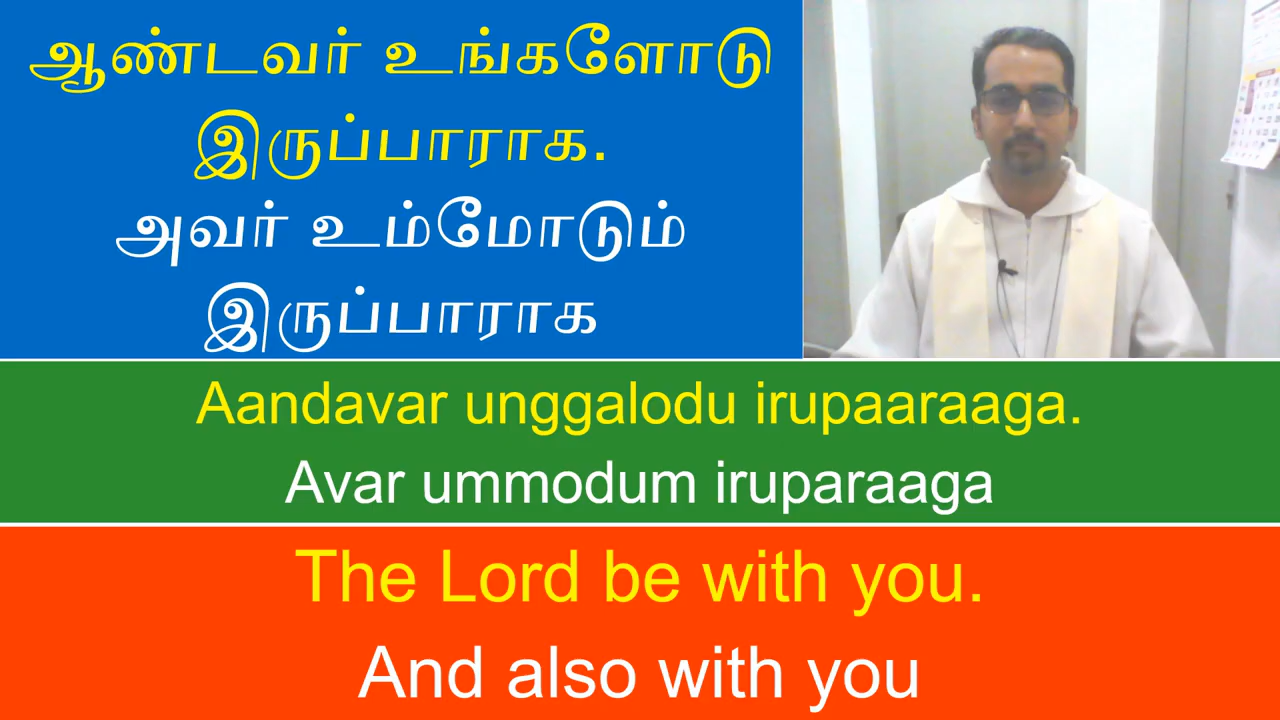 ஆண்டவர் உங்களோடு
இருப்பாராக.
அவர் உம்மோடும்
இருப்பாராக
Aandavar unggalodu irupaaraaga.
Avar ummodum iruparaaga
The Lord be with you.
And also with you